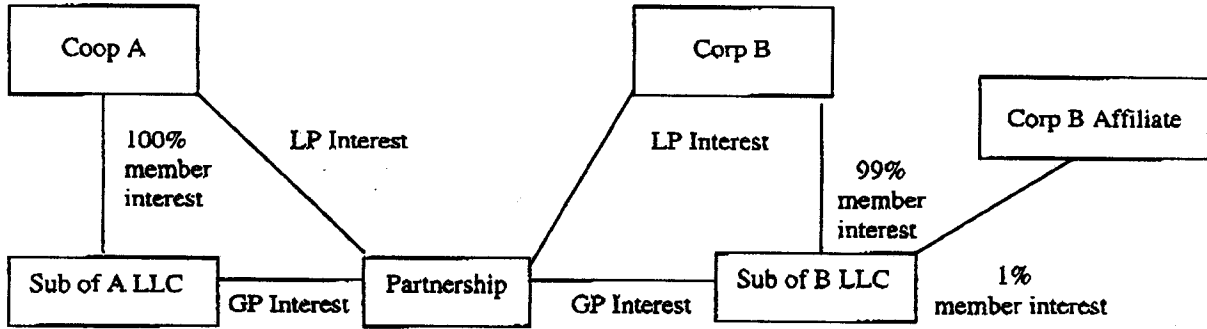 Coop A
Corp B
Corp B Affiliate
100%
member
interest
LP Interest
LP Interest
99%
member
interest
Sub of A LLC
GP Interest
Partnership
GP Interest
Sub of B LLC
1%
member interest